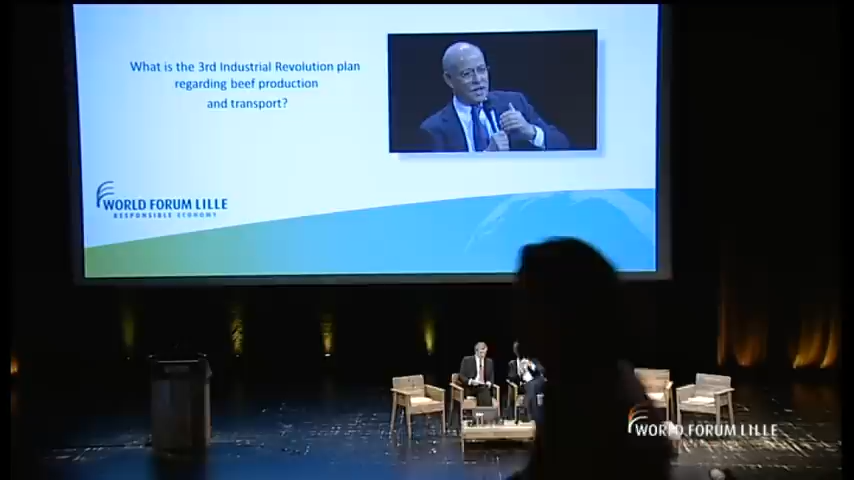 What is the 3rd Industrial Revolution plan
regarding beef production
and transport?
WORLD FORUM LILLE
RESPONSIBLE ECONOMY
WORLD FORUM LILLE